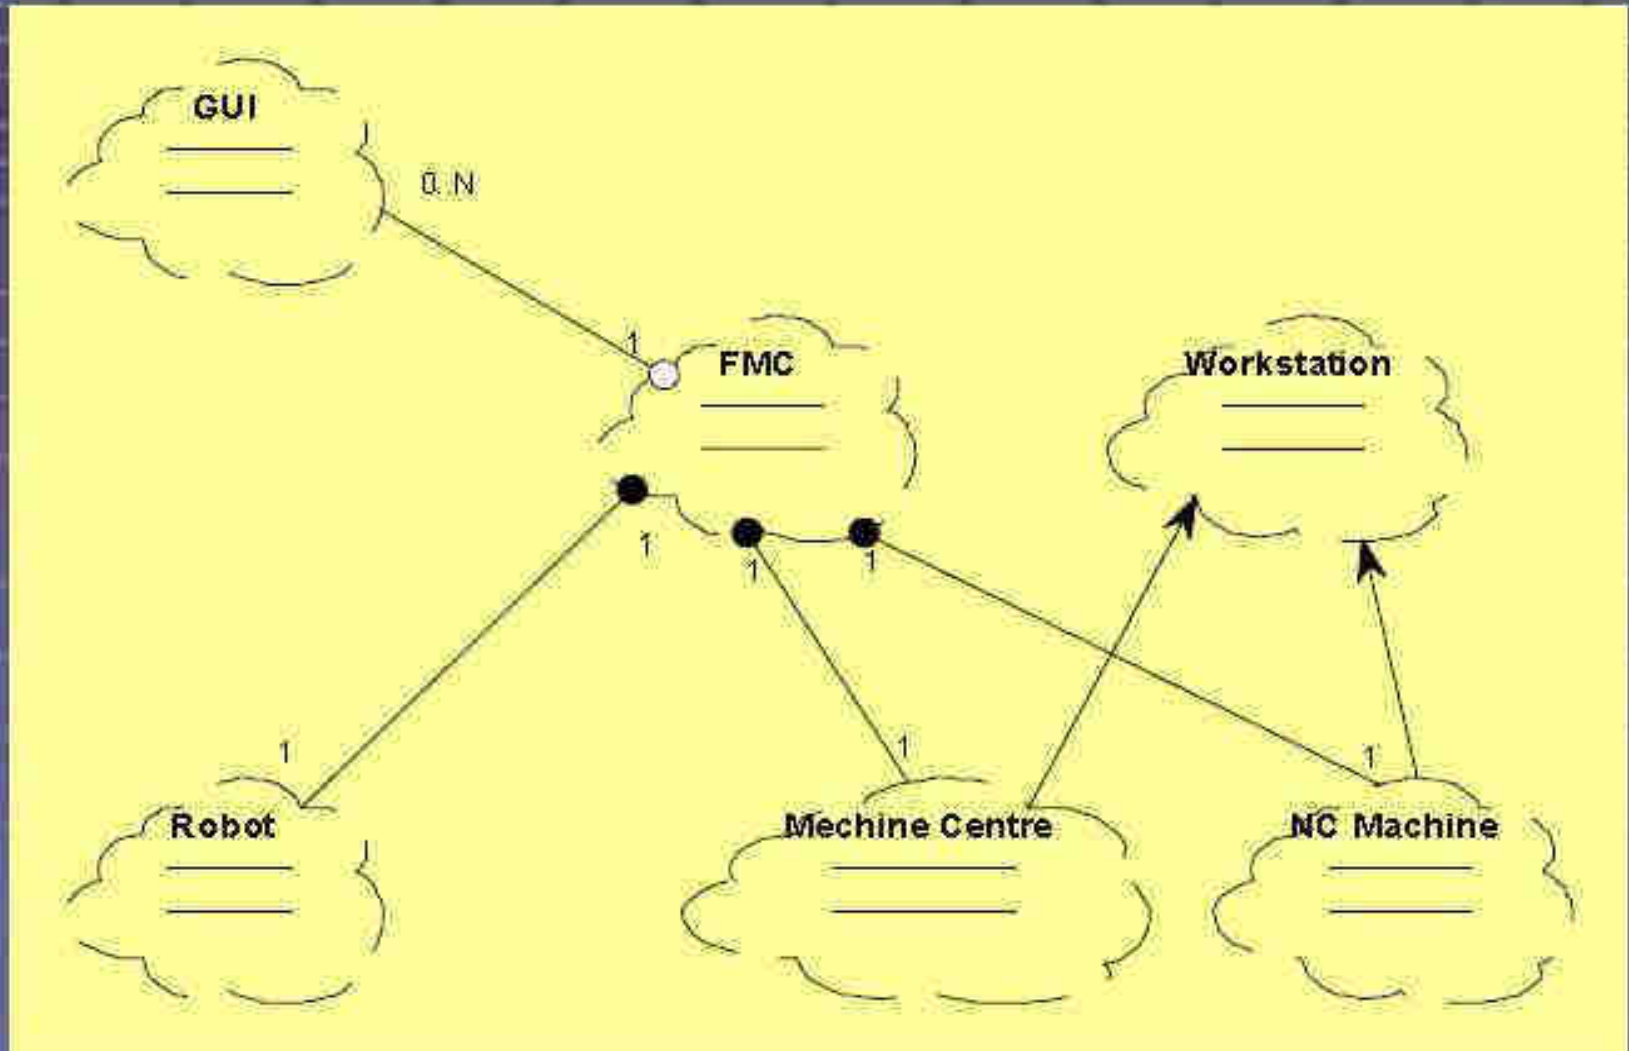 GUI
0..N
1
FMC
Workstation
1
1
1
1
1
1
Robot
Mechine Centre
NC Machine